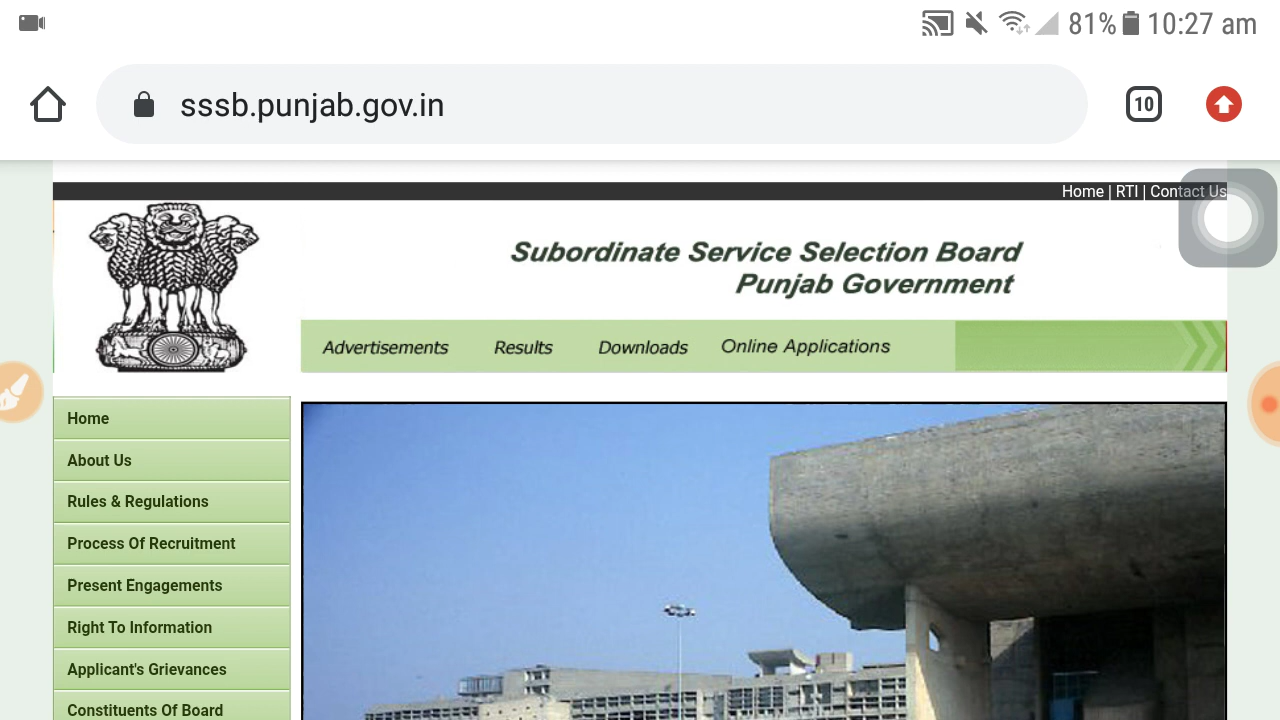 81% 10:27 am
sssb.punjab.gov.in
10
Home | RTI | Contact Us
Subordinate Service Selection Board
Punjab Government
Advertisements Results Downloads Online Applications
Home
About Us
Rules & Regulations
Process Of Recruitment
Present Engagements
Right To Information
Applicant's Grievances
Constituents Of Board